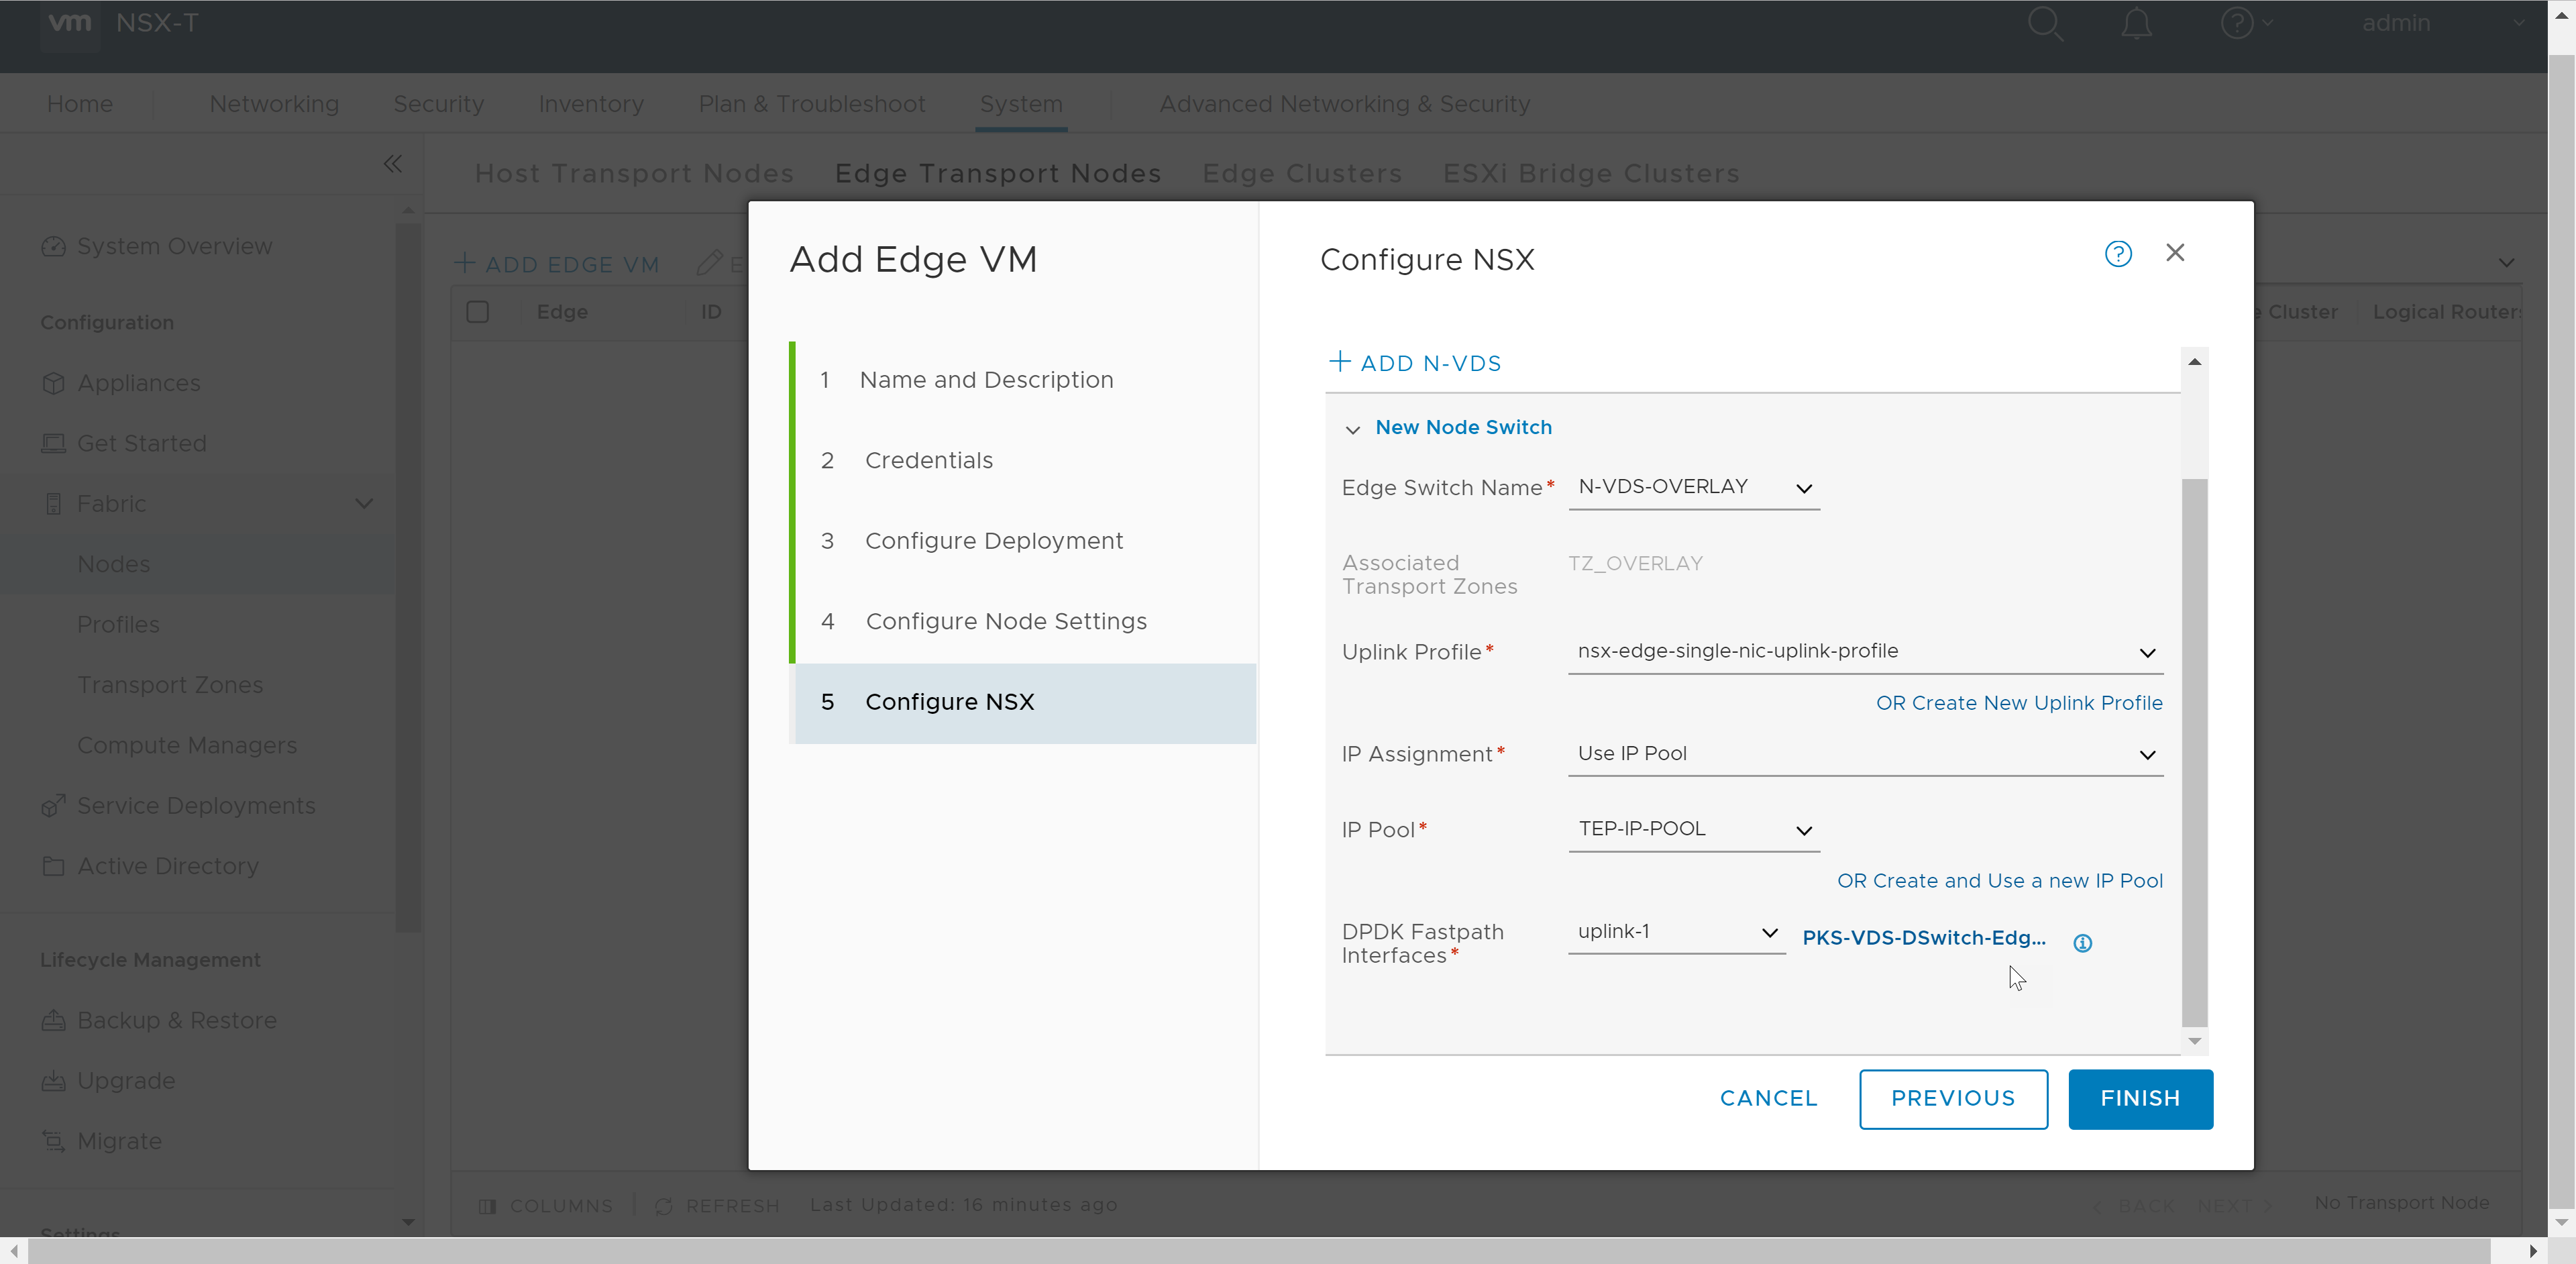 vm NSX-T admin
Home Networking Security Inventory Plan & Troubleshoot System Advanced Networking & Security
Host Transport Nodes Edge Transport Nodes Edge Clusters ESXi Bridge Clusters
System Overview
Configuration
Appliances
Get Started
Fabric
Nodes
Profiles
Transport Zones
Compute Managers
Service Deployments
Active Directory
Lifecycle Management
Backup & Restore
Upgrade
Migrate
Settings
+ ADD EDGE VM E
Edge ID e Cluster Logical Routers
Add Edge VM
1 Name and Description
2 Credentials
3 Configure Deployment
4 Configure Node Settings
5 Configure NSX
Configure NSX
+ ADD N-VDS
New Node Switch
Edge Switch Name* N-VDS-OVERLAY
Associated
Transport Zones
TZ_OVERLAY
Uplink Profile* nsx-edge-single-nic-uplink-profile
OR Create New Uplink Profile
IP Assignment* Use IP Pool
IP Pool* TEP-IP-POOL
OR Create and Use a new IP Pool
DPDK Fastpath
Interfaces*
uplink-1 PKS-VDS-DSwitch-Edg...
CANCEL PREVIOUS FINISH
COLUMNS REFRESH Last Updated: 16 minutes ago BACK NEXT No Transport Node